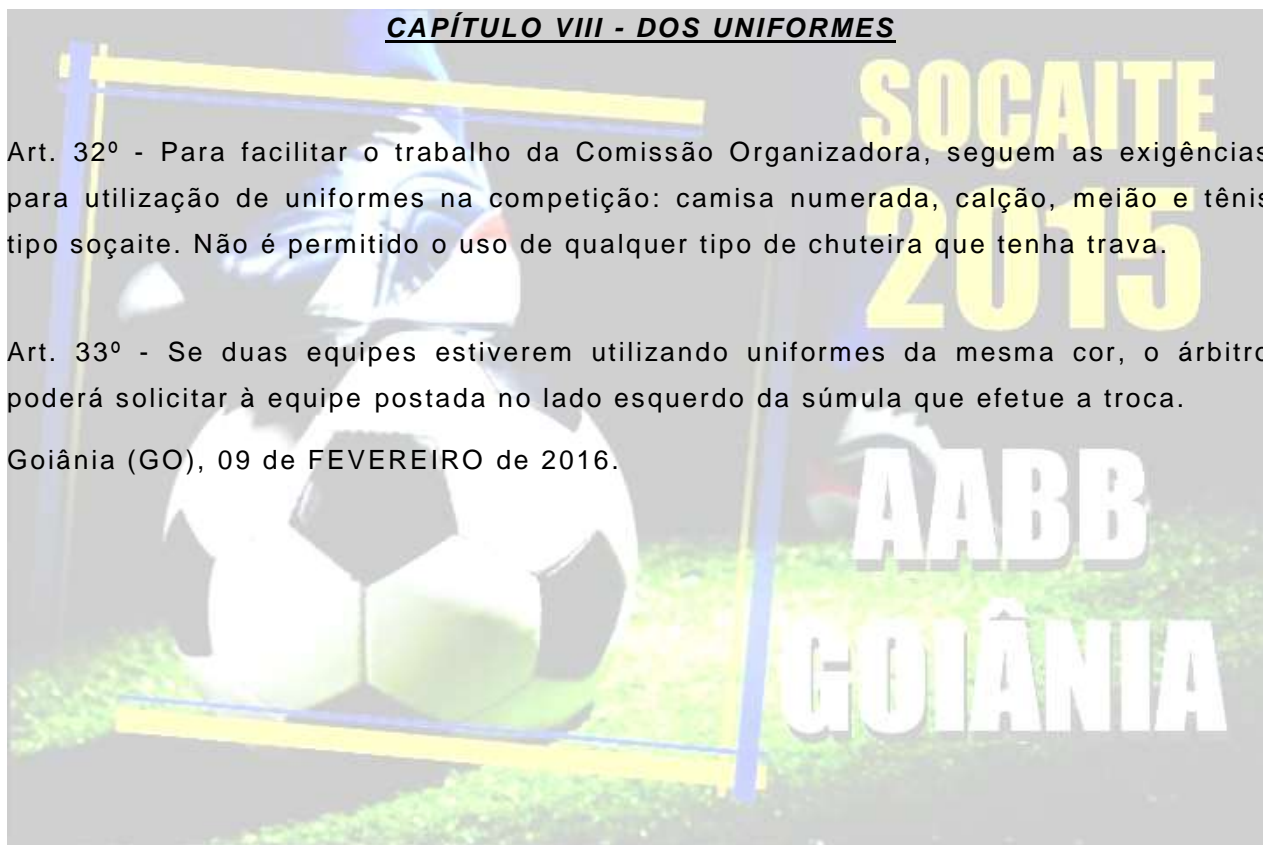 CAPÍTULO VIII - DOS UNIFORMES
Art. 32º - Para facilitar o trabalho da Comissão Organizadora, seguem as exigências
para utilização de uniformes na competição: camisa numerada, calção, meião e tênis
tipo soçaite. Não é permitido o uso de qualquer tipo de chuteira que tenha trava.
Art. 33º - Se duas equipes estiverem utilizando uniformes da mesma cor, o árbitro
poderá solicitar à equipe postada no lado esquerdo da súmula que efetue a troca.
Goiânia (GO), 09 de FEVEREIRO de 2016.
SOÇAITE
2015
AABB
GOIÂNIA